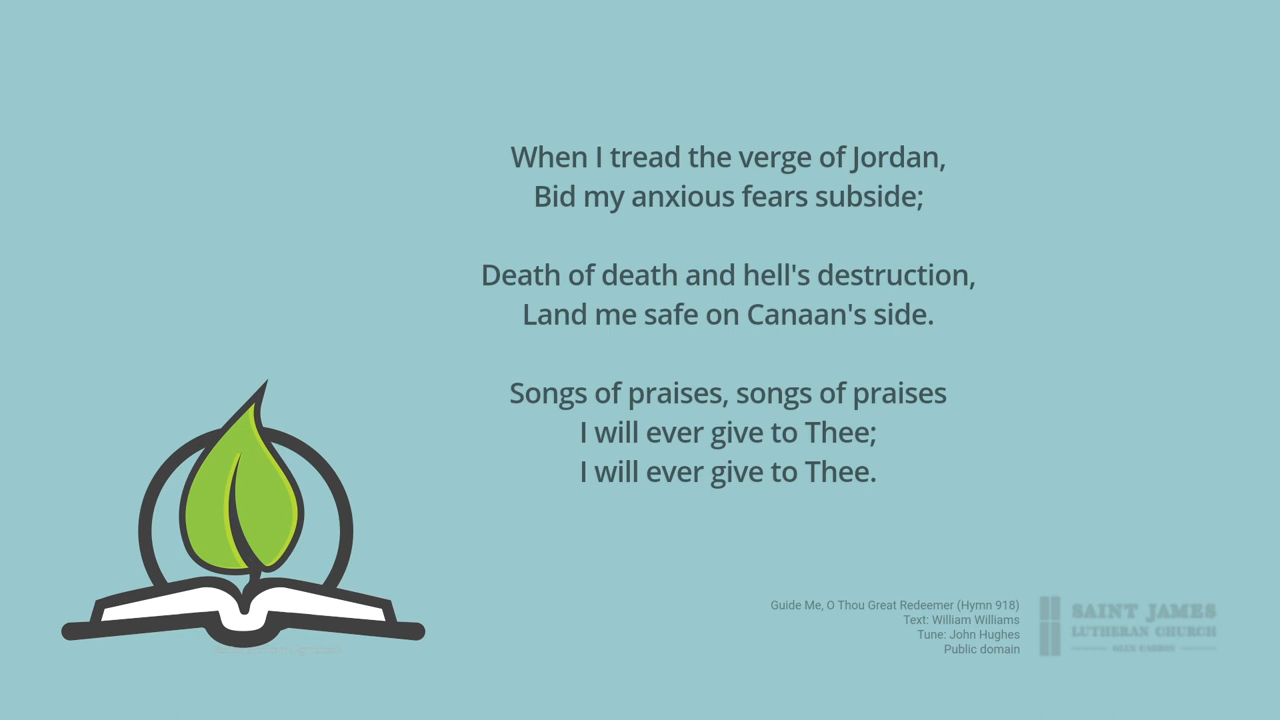 When I tread the verge of Jordan,
Bid my anxious fears subside;
Death of death and hell's destruction,
Land me safe on Canaan's side.
Songs of praises, songs of praises
I will ever give to Thee;
I will ever give to Thee.
Guide Me, O Thou Great Redeemer (Hymn 918)
Text: William Williams
Tune: John Hughes
Public domain
SAINT JAMES
LUTHERAN CHURCH